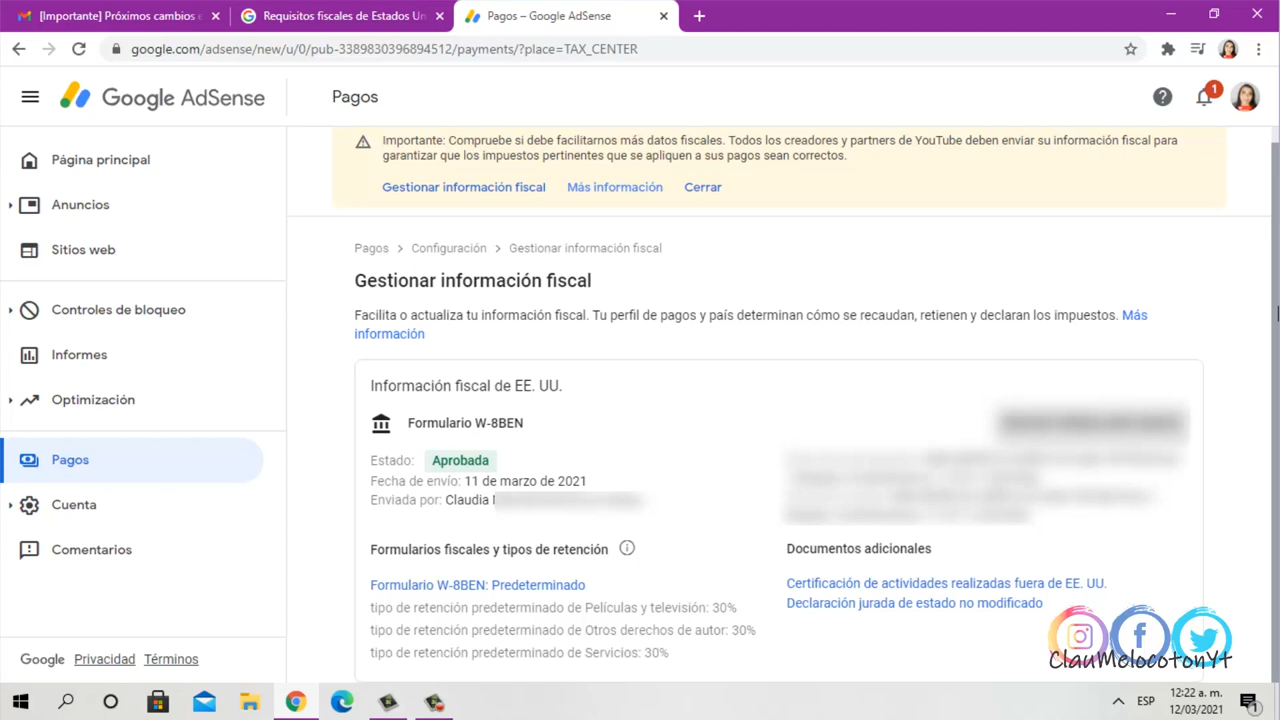 [Importante] Próximos cambios e
Requisitos fiscales de Estados Un
Pagos – Google AdSense
google.com/adsense/new/u/0/pub-3389830396894512/payments/?place=TAX_CENTER
Google AdSense
Pagos
1
Página principal
Anuncios
Sitios web
Controles de bloqueo
Informes
Optimización
Pagos
Cuenta
Comentarios
Google Privacidad Términos
Importante: Compruebe si debe facilitarnos más datos fiscales. Todos los creadores y partners de YouTube deben enviar su información fiscal para
garantizar que los impuestos pertinentes que se apliquen a sus pagos sean correctos.
Gestionar información fiscal Más información Cerrar
Pagos > Configuración > Gestionar información fiscal
Gestionar información fiscal
Facilita o actualiza tu información fiscal. Tu perfil de pagos y país determinan cómo se recaudan, retienen y declaran los impuestos. Más
información
Información fiscal de EE. UU.
Formulario W-8BEN
Estado: Aprobada
Fecha de envío: 11 de marzo de 2021
Enviada por: Claudia
Formularios fiscales y tipos de retención
Formulario W-8BEN: Predeterminado
tipo de retención predeterminado de Películas y televisión: 30%
tipo de retención predeterminado de Otros derechos de autor: 30%
tipo de retención predeterminado de Servicios: 30%
Documentos adicionales
Certificación de actividades realizadas fuera de EE. UU.
Declaración jurada de estado no modificado
ClauMelocotonYt
ESP
12:22 a. m.
12/03/2021
1